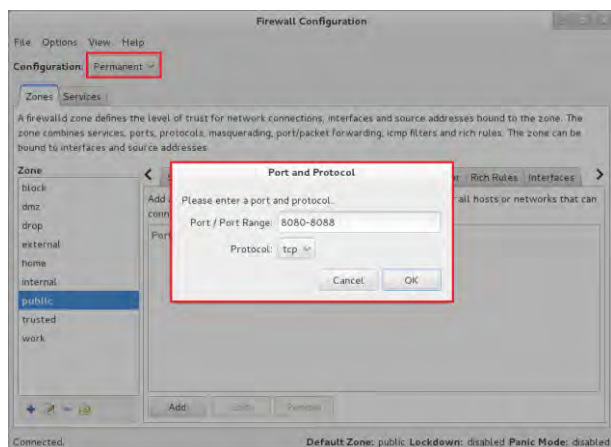 Firewall Configuration
File Options View Help
Configuration: Permanent
Zones Services
A firewalld zone defines the level of trust for network connections, interfaces and source addresses bound to the zone. The
zone combines services, ports, protocols, masquerading, port/packet forwarding, icmp filters and rich rules. The zone can be
bound to interfaces and source addresses.
Zone
block
dmz
drop
external
home
internal
public
trusted
work
Rich Rules Interfaces
Add
all hosts or networks that can
conn
Port
Port and Protocol
Please enter a port and protocol.
Port / Port Range: 8080-8088
Protocol: tcp
Cancel OK
Add Edit Remove
Connected.
Default Zone: public Lockdown: disabled Panic Mode: disabled